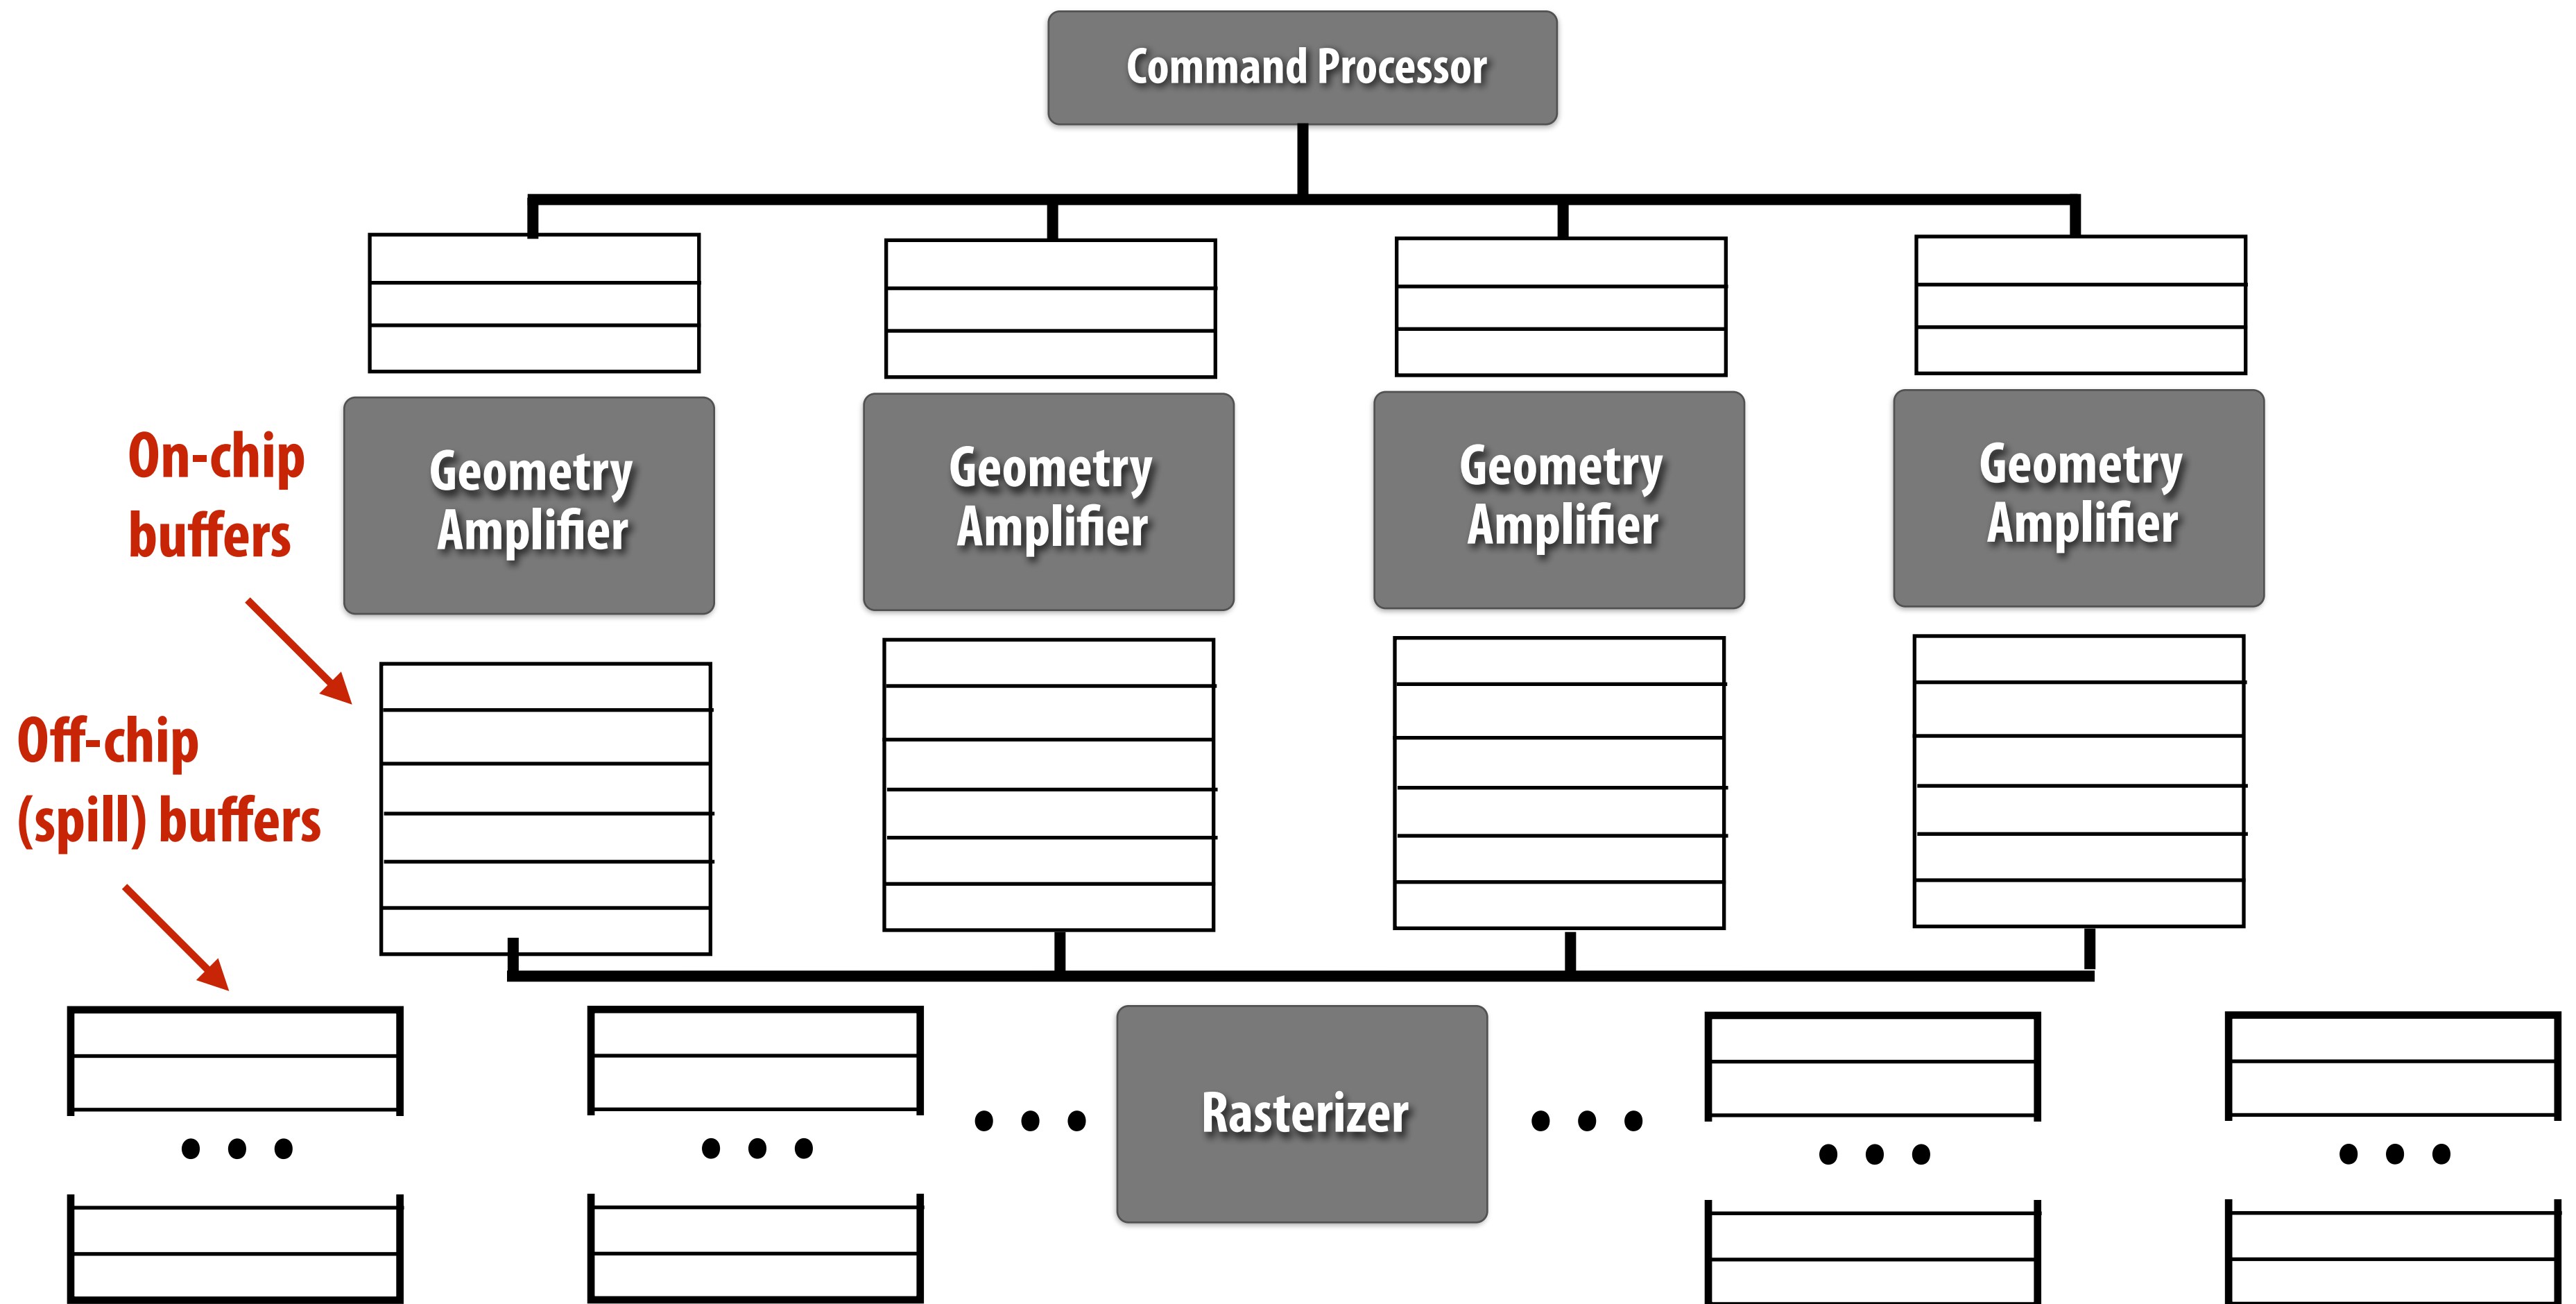 Command Processor
On-chip
buffers
Geometry
Amplifier
Geometry
Amplifier
Geometry
Amplifier
Geometry
Amplifier
Off-chip
(spill) buffers
Rasterizer